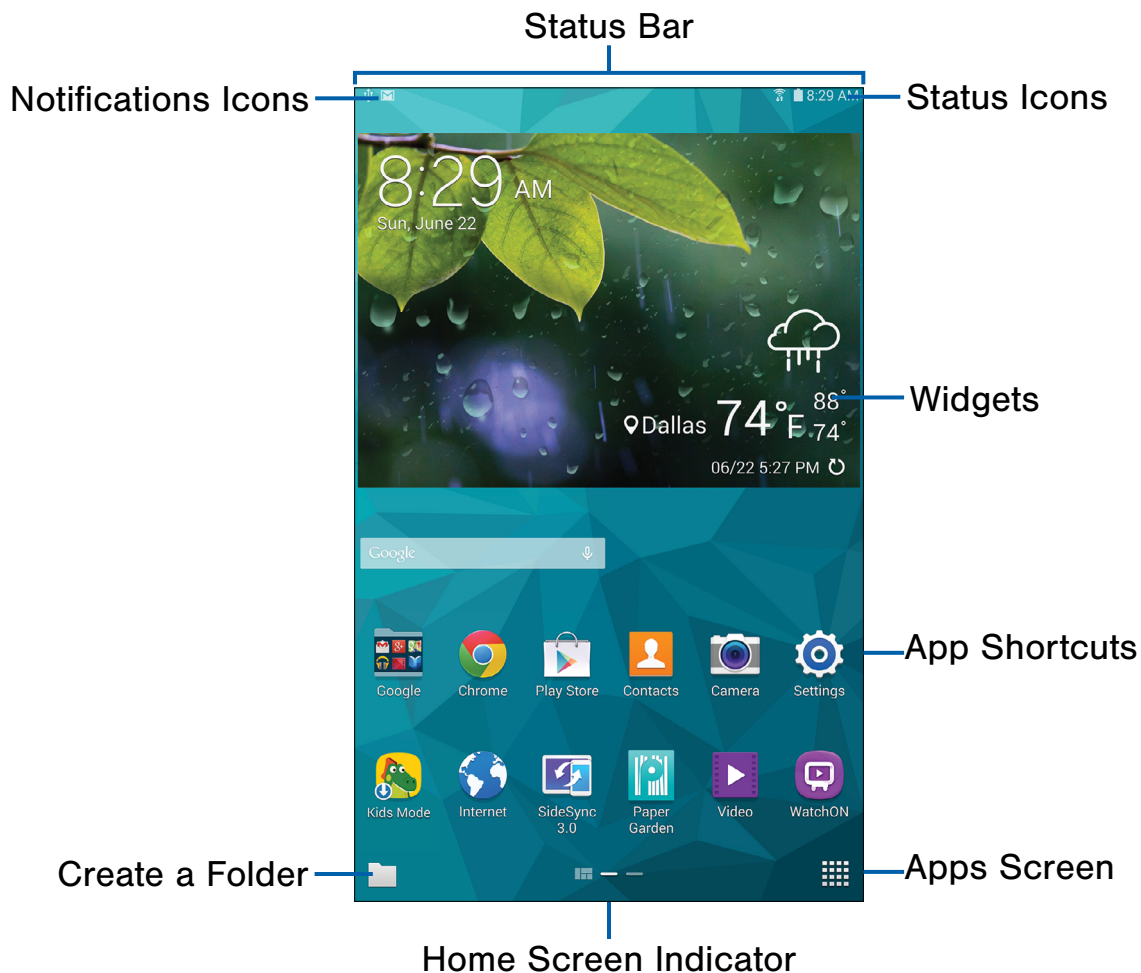 Status Bar
Notifications Icons
Status Icons
8:29 AM
8:29 AM
Sun, June 22
Widgets
88°
Dallas 74°F 74°
06/22 5:27 PM
Google
App Shortcuts
Google Chrome Play Store Contacts Camera Settings
Kids Mode Internet SideSync Paper Video WatchON
3.0 Garden
Create a Folder
Apps Screen
Home Screen Indicator